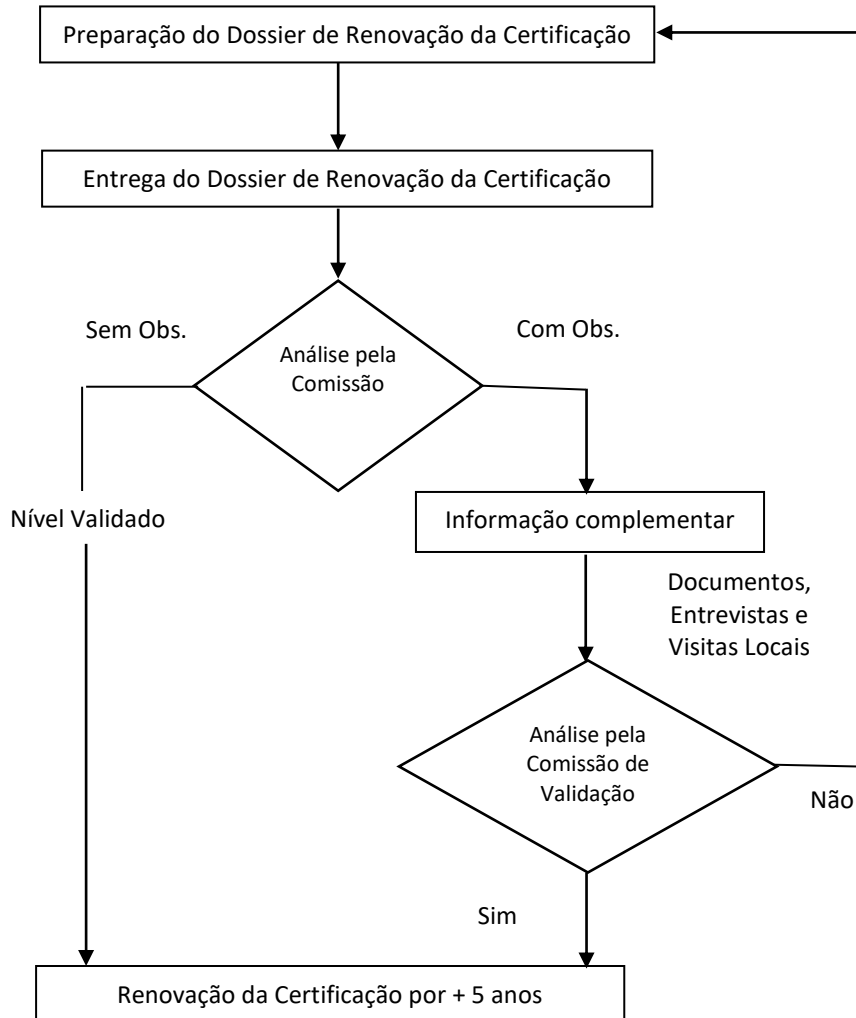 Preparação do Dossier de Renovação da Certificação
Entrega do Dossier de Renovação da Certificação
Sem Obs.
Com Obs.
Análise pela
Comissão
Nível Validado
Informação complementar
Documentos,
Entrevistas e
Visitas Locais
Análise pela
Comissão de
Validação
Não
Sim
Renovação da Certificação por + 5 anos